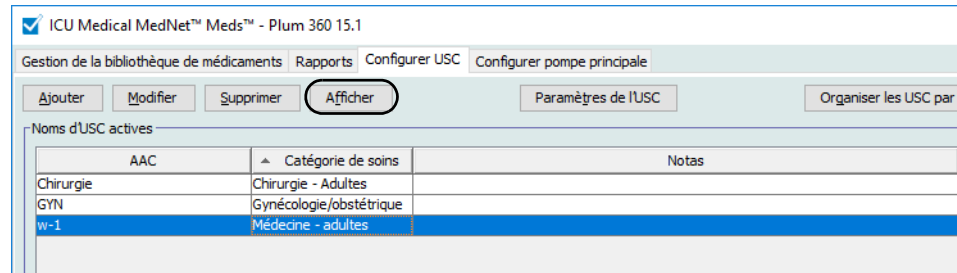 ICU Medical MedNet™ Meds™ - Plum 360 15.1
Gestion de la bibliothèque de médicaments Rapports Configurer USC Configurer pompe principale
Ajouter Modifier Supprimer Afficher Paramètres de l'USC Organiser les USC par
Noms d'USC actives
AAC Catégorie de soins Notas
Chirurgie Chirurgie - Adultes
GYN Gynécologie/obstétrique
w-1 Médecine - adultes